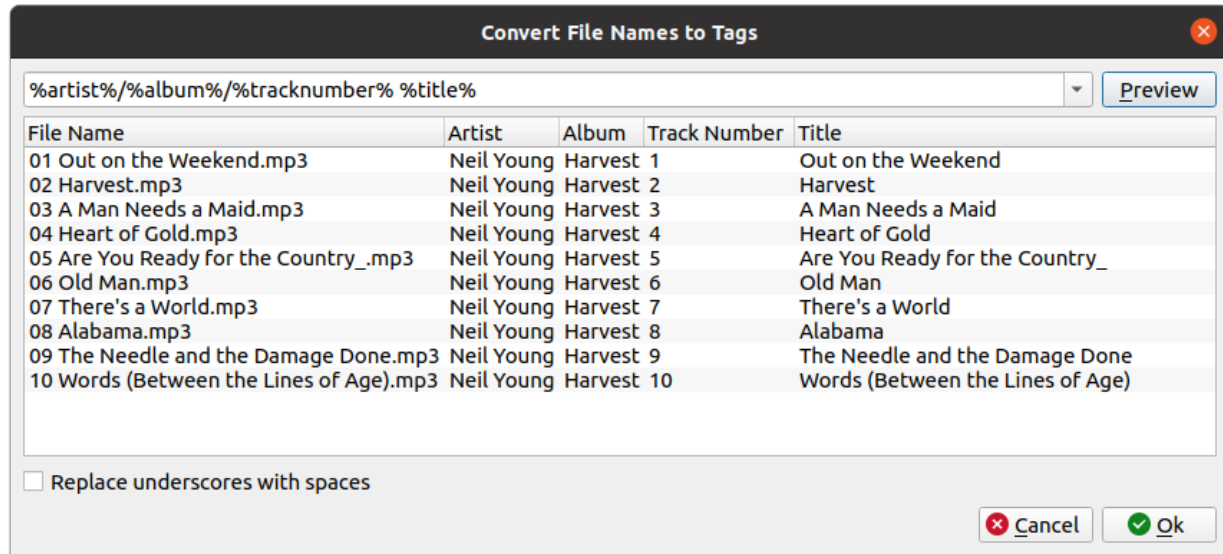 Convert File Names to Tags
%artist%/%album%/%tracknumber% %title% Preview
File Name Artist Album Track Number Title
01 Out on the Weekend.mp3 Neil Young Harvest 1 Out on the Weekend
02 Harvest.mp3 Neil Young Harvest 2 Harvest
03 A Man Needs a Maid.mp3 Neil Young Harvest 3 A Man Needs a Maid
04 Heart of Gold.mp3 Neil Young Harvest 4 Heart of Gold
05 Are You Ready for the Country_.mp3 Neil Young Harvest 5 Are You Ready for the Country_
06 Old Man.mp3 Neil Young Harvest 6 Old Man
07 There's a World.mp3 Neil Young Harvest 7 There's a World
08 Alabama.mp3 Neil Young Harvest 8 Alabama
09 The Needle and the Damage Done.mp3 Neil Young Harvest 9 The Needle and the Damage Done
10 Words (Between the Lines of Age).mp3 Neil Young Harvest 10 Words (Between the Lines of Age)
Replace underscores with spaces
Cancel Ok